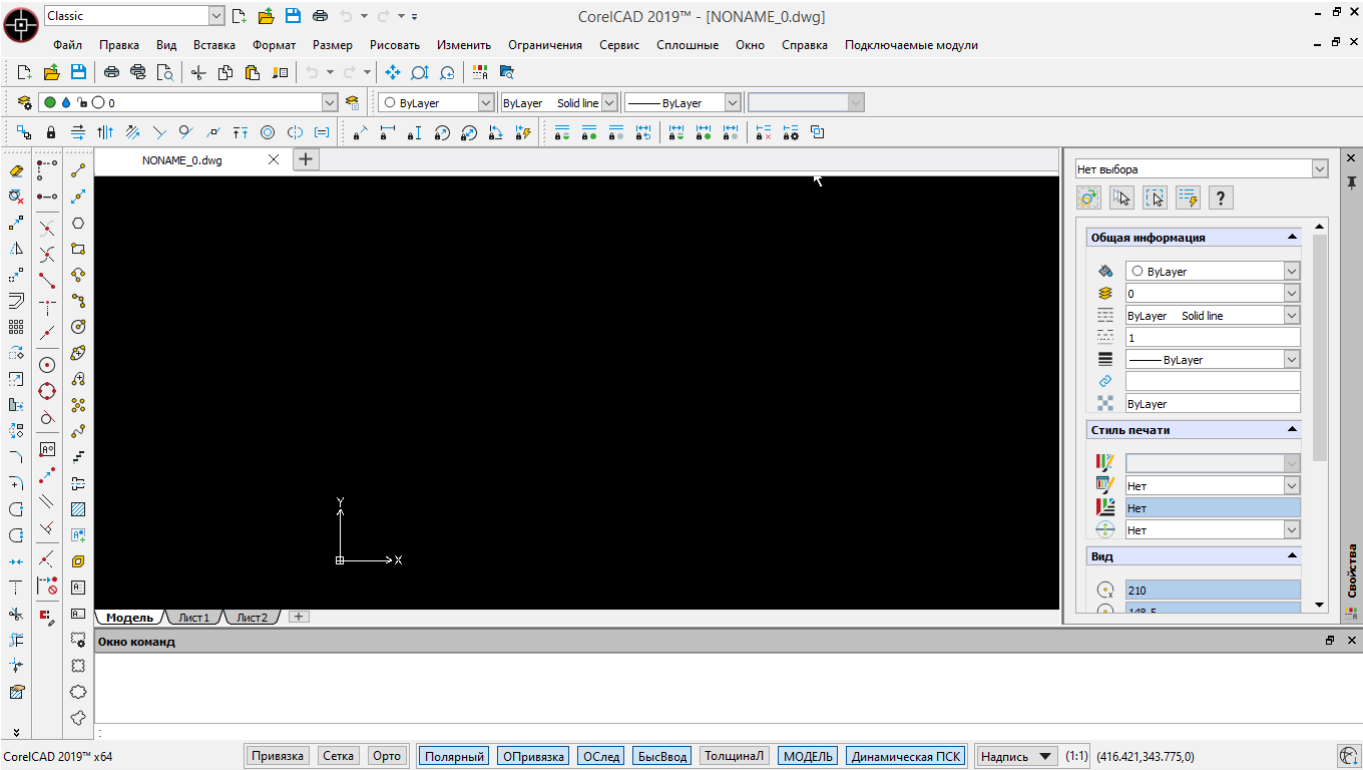 Classic
CorelCAD 2019™ - [NONAME_0.dwg]
Файл Правка Вид Вставка Формат Размер Рисовать Изменить Ограничения Сервис Сплошные Окно Справка Подключаемые модули
0 ByLayer ByLayer Solid line ByLayer
NONAME_0.dwg
Нет выбора
Общая информация
ByLayer
0
ByLayer Solid line
1
ByLayer
ByLayer
Стиль печати
Нет
Нет
Нет
Вид
210
148.5
Свойства
Y
X
Модель Лист1 Лист2
Окно команд
:
CorelCAD 2019™ x64 Привязка Сетка Орто Полярный ОПривязка ОСлед БысВвод ТолщинаЛ МОДЕЛЬ Динамическая ПСК Надпись (1:1) (416.421,343.775,0)